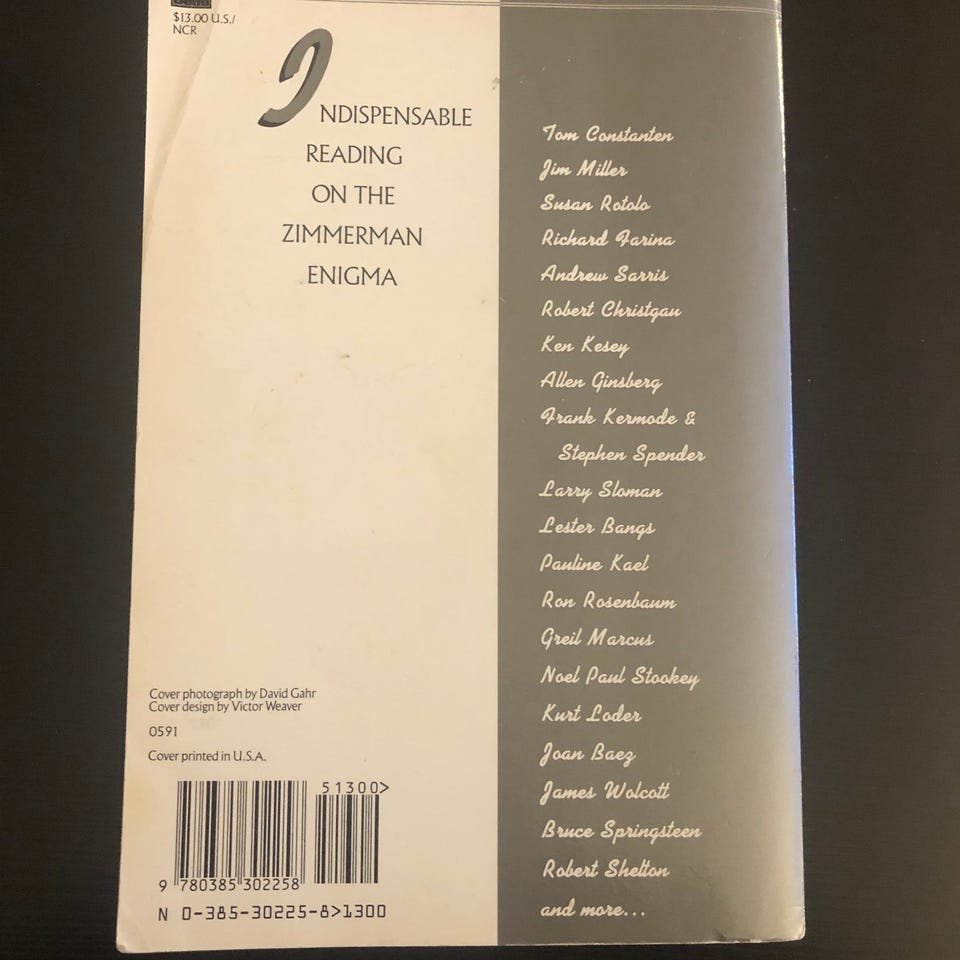 $13.00 U.S./
NCR
INDISPENSABLE
READING
ON THE
ZIMMERMAN
ENIGMA
Cover photograph by David Gahr
Cover design by Victor Weaver
0591
Cover printed in U.S.A.
51300>
9 780385 302258
N 0-385-30225-8>1300
Tom Constanten
Jim Miller
Susan Rotolo
Richard Farina
Andrew Sarris
Robert Christgau
Ken Kesey
Allen Ginsberg
Frank Kermode &
Stephen Spender
Larry Sloman
Lester Bangs
Pauline Kael
Ron Rosenbaum
Greil Marcus
Noel Paul Stookey
Kurt Loder
Joan Baez
James Wolcott
Bruce Springsteen
Robert Shelton
and more...